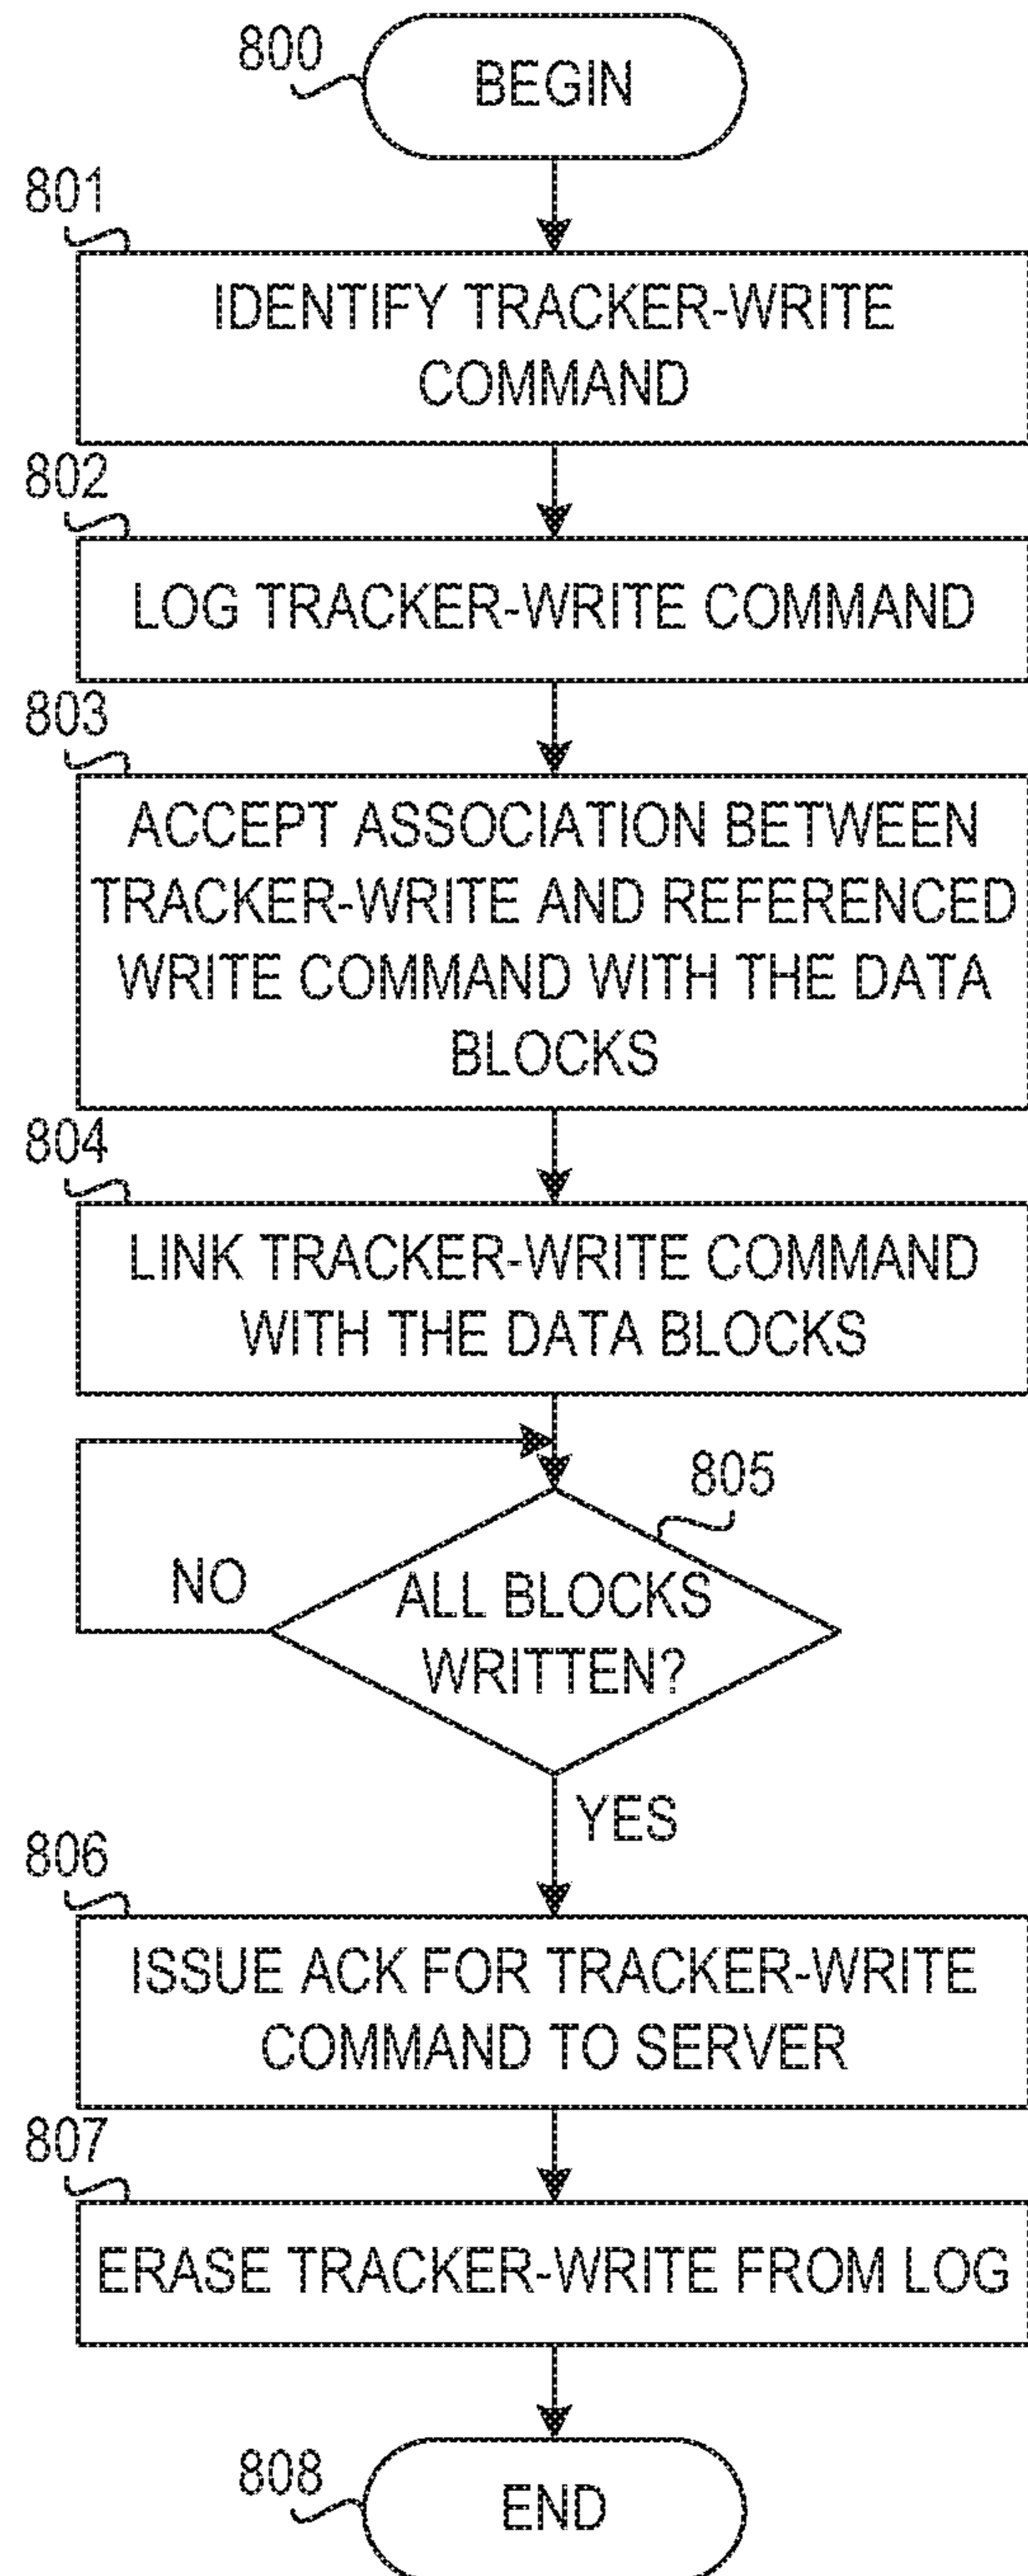 800
BEGIN
801
IDENTIFY TRACKER-WRITE
COMMAND
802
LOG TRACKER-WRITE COMMAND
803
ACCEPT ASSOCIATION BETWEEN
TRACKER-WRITE AND REFERENCED
WRITE COMMAND WITH THE DATA
BLOCKS
804
LINK TRACKER-WRITE COMMAND
WITH THE DATA BLOCKS
805
NO
ALL BLOCKS
WRITTEN?
YES
806
ISSUE ACK FOR TRACKER-WRITE
COMMAND TO SERVER
807
ERASE TRACKER-WRITE FROM LOG
808
END